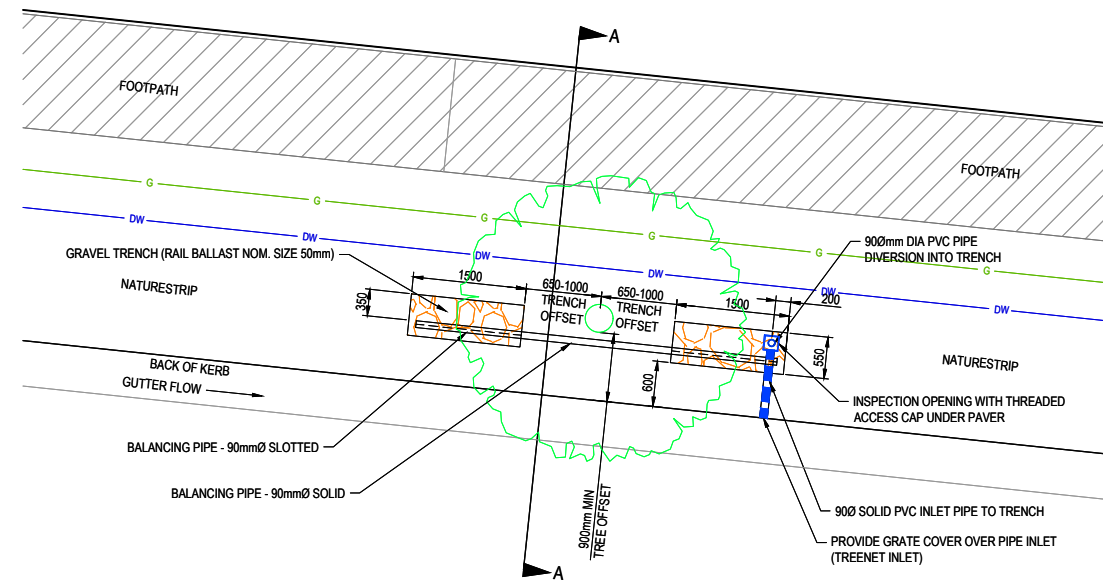 A
FOOTPATH
FOOTPATH
G
G
G
G
G
G
DW
DW
DW
DW
DW
DW
90Ømm DIA PVC PIPE
DIVERSION INTO TRENCH
GRAVEL TRENCH (RAIL BALLAST NOM. SIZE 50mm)
NATURESTRIP
1500
650-1000
TRENCH
OFFSET
650-1000
TRENCH
OFFSET
1500
200
350
550
600
NATURESTRIP
BACK OF KERB
GUTTER FLOW
INSPECTION OPENING WITH THREADED
ACCESS CAP UNDER PAVER
BALANCING PIPE - 90mmØ SLOTTED
BALANCING PIPE - 90mmØ SOLID
900mm MIN
TREE OFFSET
90Ø SOLID PVC INLET PIPE TO TRENCH
PROVIDE GRATE COVER OVER PIPE INLET
(TREENET INLET)
A